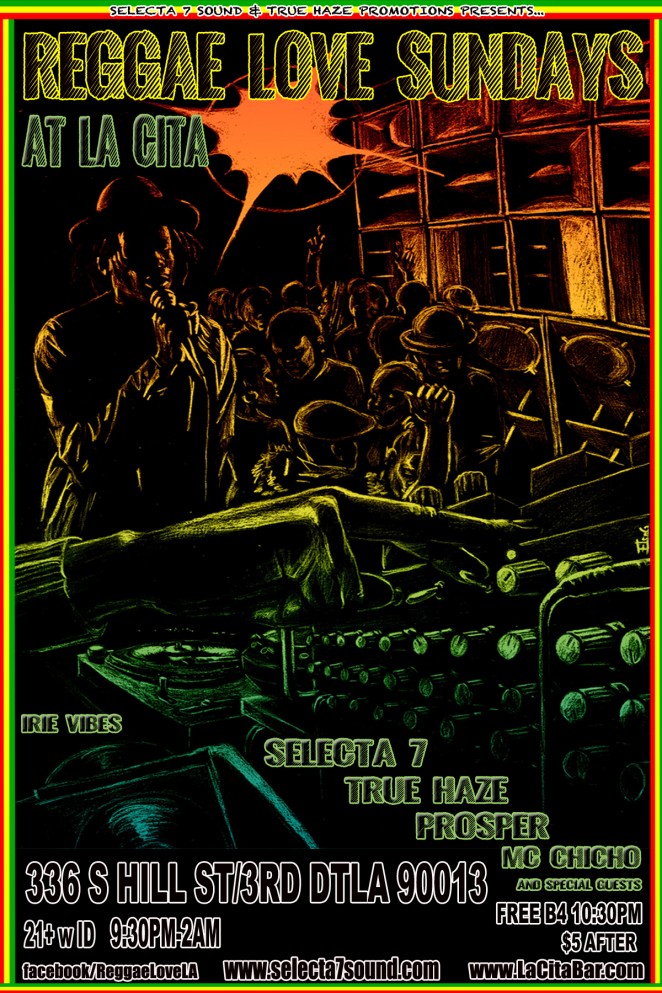 SELECTA 7 SOUND & TRUE HAZE PROMOTIONS PRESENTS...
REGGAE LOVE SUNDAYS
AT LA CITA
IRIE VIBES
SELECTA 7
TRUE HAZE
PROSPER
MC CHICHO
AND SPECIAL GUESTS
336 S HILL ST/3RD DTLA 90013
FREE B4 10:30PM
21+ w ID 9:30PM-2AM
$5 AFTER
facebook/ReggaeLoveLA www.selecta7sound.com www.LaCitaBar.com